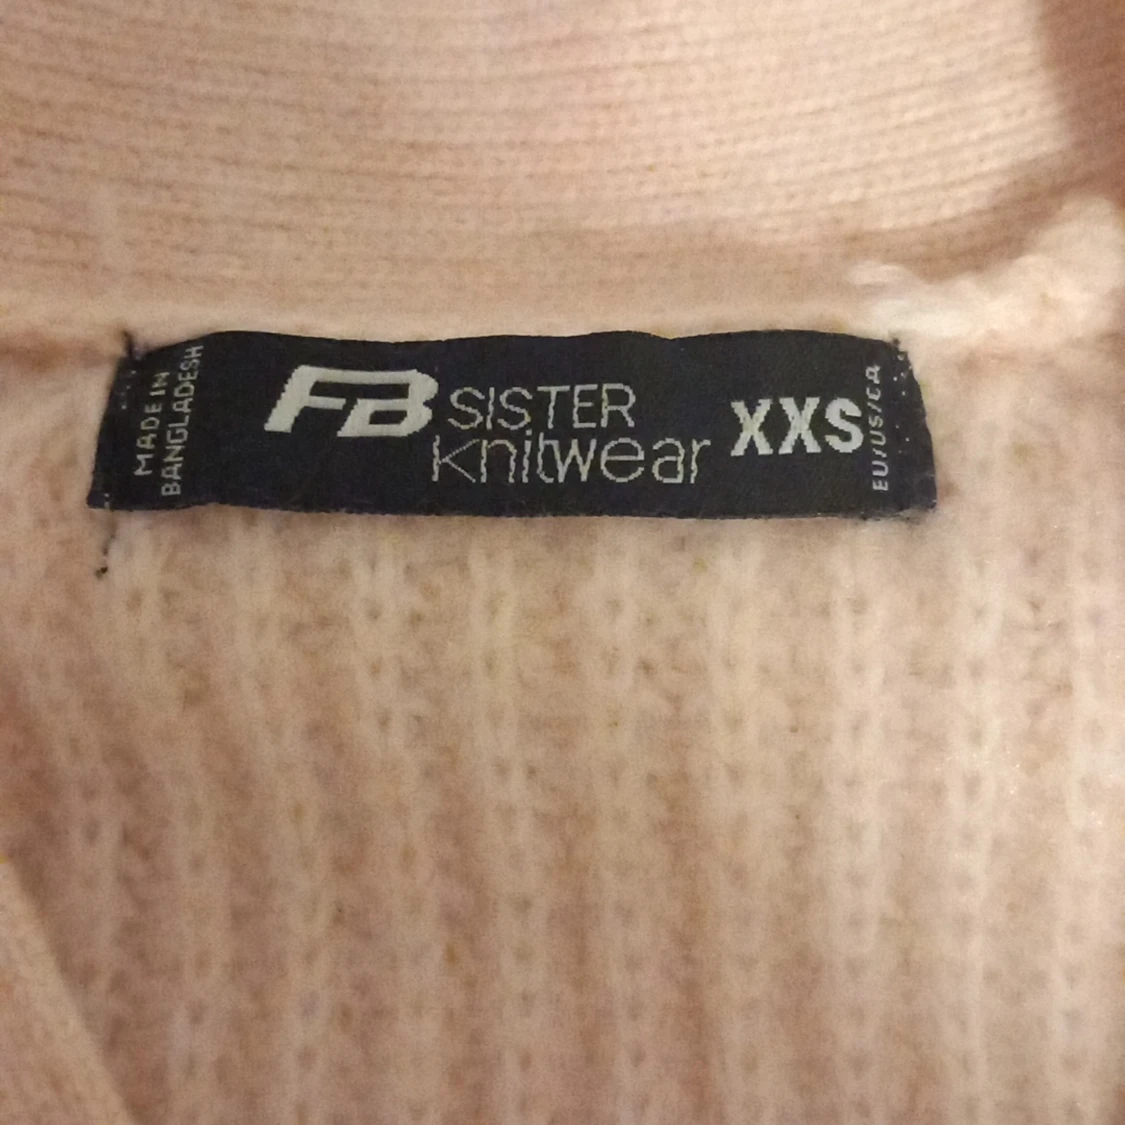 MADE IN
BANGLADESH
FB SISTER
Knitwear
XXS
EU/US/CA